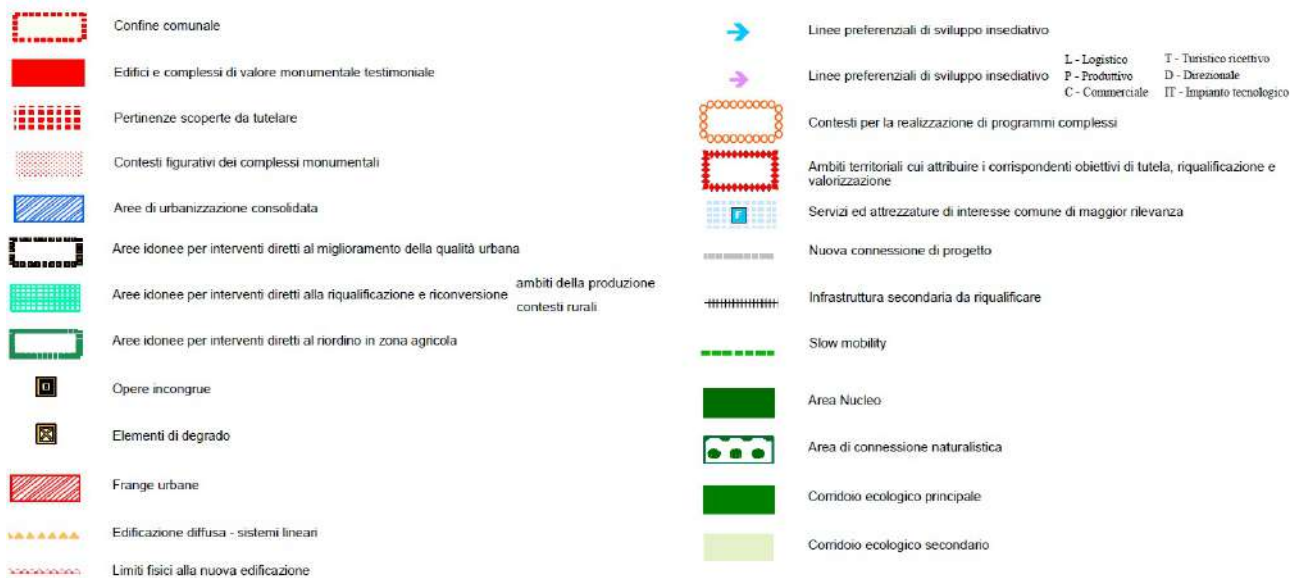 Confine comunale
Edifici e complessi di valore monumentale testimoniale
Pertinenze scoperte da tutelare
Contesti figurativi dei complessi monumentali
Aree di urbanizzazione consolidata
Aree idonee per interventi diretti al miglioramento della qualità urbana
Aree idonee per interventi diretti alla riqualificazione e riconversione
ambiti della produzione
contesti rurali
Aree idonee per interventi diretti al riordino in zona agricola
Opere incongrue
Elementi di degrado
Frange urbane
Edificazione diffusa - sistemi lineari
Limiti fisici alla nuova edificazione
Linee preferenziali di sviluppo insediativo
Linee preferenziali di sviluppo insediativo
L - Logistico
P - Produttivo
C - Commerciale
T - Turistico ricettivo
D - Direzionale
IT - Impianto tecnologico
Contesti per la realizzazione di programmi complessi
Ambiti territoriali cui attribuire i corrispondenti obiettivi di tutela, riqualificazione e
valorizzazione
F
Servizi ed attrezzature di interesse comune di maggior rilevanza
Nuova connessione di progetto
Infrastruttura secondaria da riqualificare
Slow mobility
Area Nucleo
Area di connessione naturalistica
Corridoio ecologico principale
Corridoio ecologico secondario